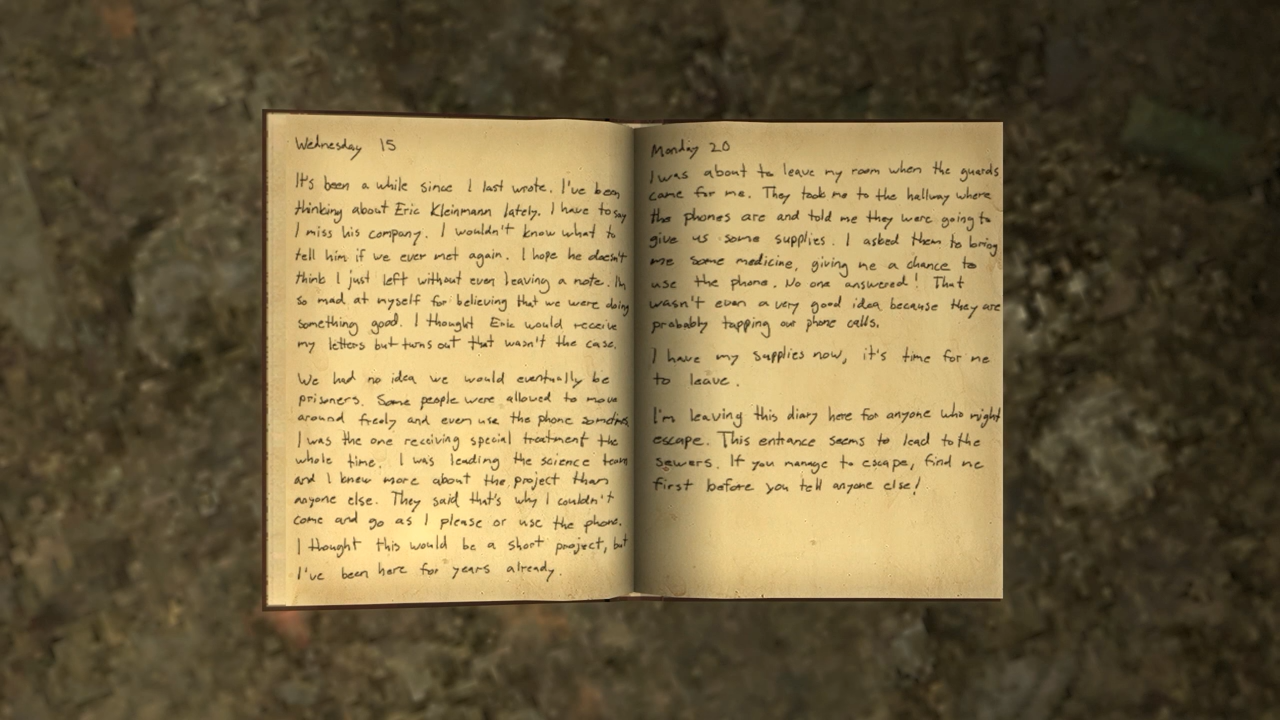 Wednesday 15
It's been a while since I last wrote. I've been
thinking about Eric Kleinmann lately. I have to say
I miss his company. I wouldn't know what to
tell him if we ever met again. I hope he doesn't
think I just left without even leaving a note. I'm
so mad at myself for believing that we were doing
something good. I thought Eric would receive
my letters but turns out that wasn't the case.
We had no idea we would eventually be
prisoners. Some people were allowed to move
around freely and even use the phone sometimes.
I was the one receiving special treatment the
whole time. I was leading the science team
and I knew more about the project than
anyone else. They said that's why I couldn't
come and go as I please or use the phone.
I thought this would be a short project, but
I've been here for years already.
Monday 20
I was about to leave my room when the guards
came for me. They took me to the hallway where
the phones are and told me they were going to
give us some supplies. I asked them to bring
me some medicine, giving me a chance to
use the phone. No one answered! That
wasn't even a very good idea because they are
probably tapping our phone calls.
I have my supplies now, it's time for me
to leave.
I'm leaving this diary here for anyone who might
escape. This entrance seems to lead to the
sewers. If you manage to escape, find me
first before you tell anyone else!